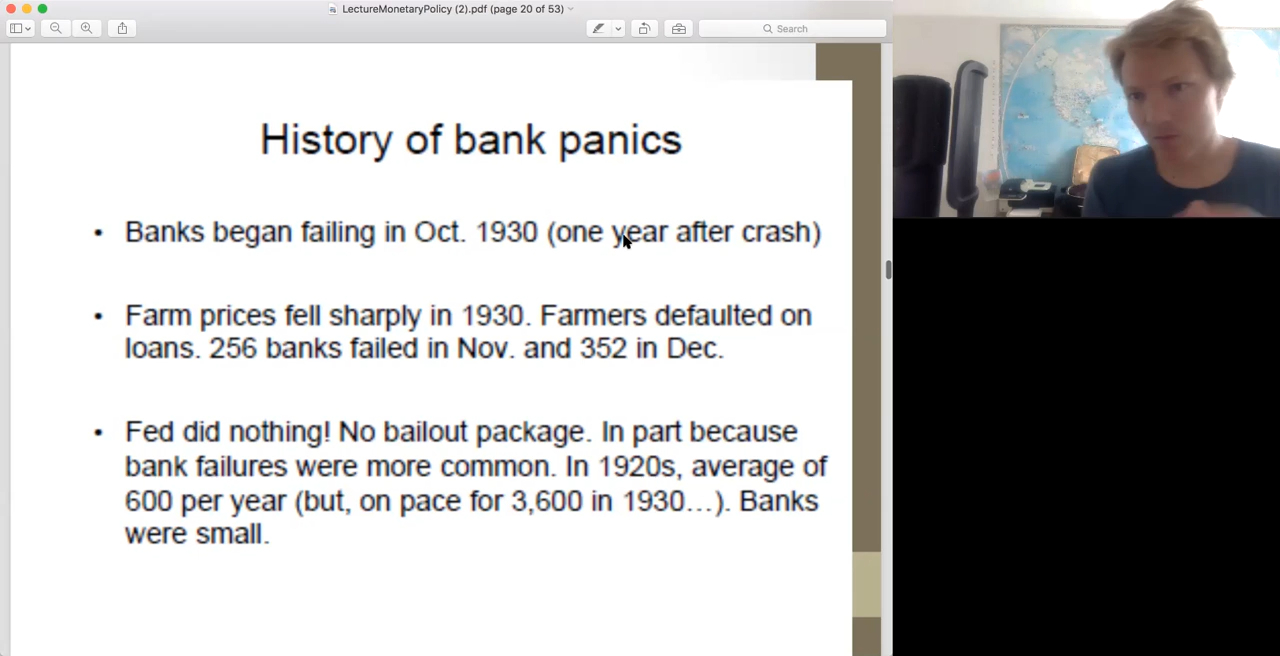 LectureMonetaryPolicy (2).pdf (page 20 of 53)
Search
History of bank panics
• Banks began failing in Oct. 1930 (one year after crash)
• Farm prices fell sharply in 1930. Farmers defaulted on
loans. 256 banks failed in Nov. and 352 in Dec.
• Fed did nothing! No bailout package. In part because
bank failures were more common. In 1920s, average of
600 per year (but, on pace for 3,600 in 1930…). Banks
were small.